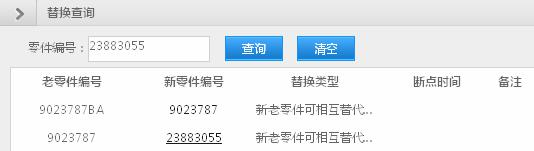 替换查询
零件编号：23883055 查询 清空
老零件编号 新零件编号 替换类型 断点时间 备注
9023787BA 9023787 新老零件可相互替代..
9023787 23883055 新老零件可相互替代..